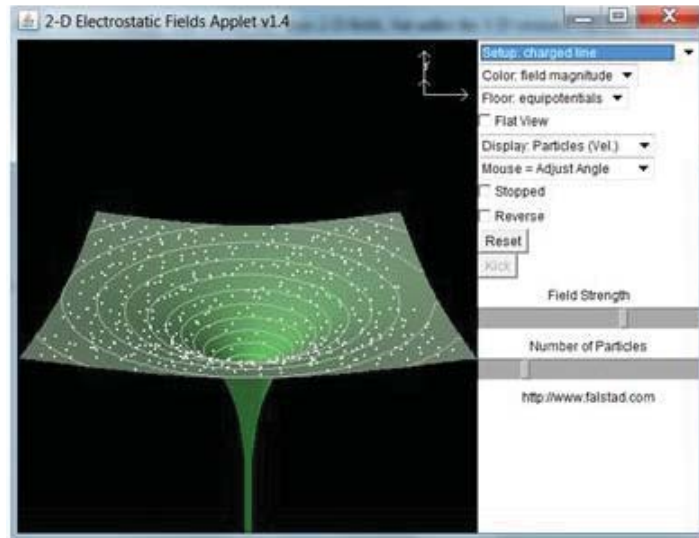 2-D Electrostatic Fields Applet v1.4
y
Setup: charged line
Color: field magnitude
Floor: equipotentials
Flat View
Display: Particles (Vel.)
Mouse = Adjust Angle
Stopped
Reverse
Reset
Kick
Field Strength
Number of Particles
http://www.falstad.com